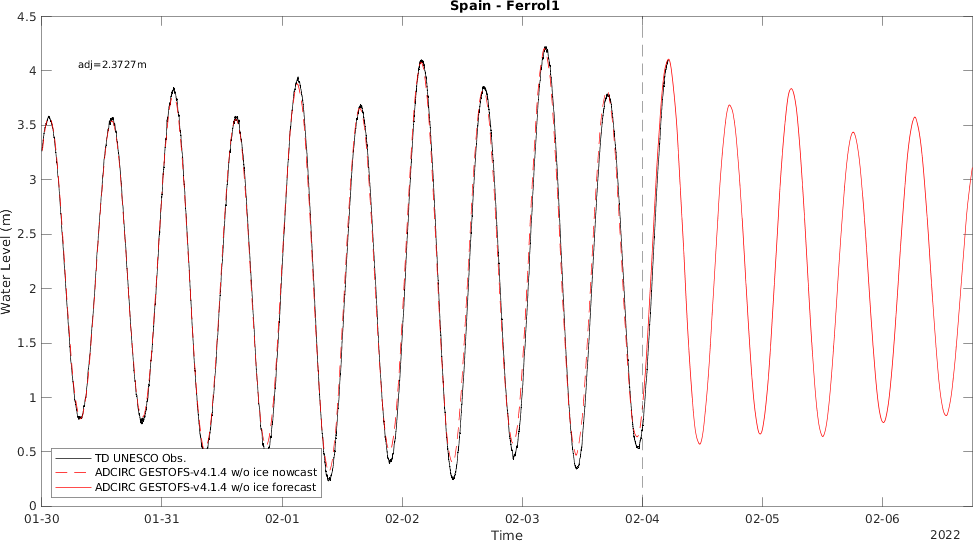 Spain - Ferrol1
4.5
4
3.5
3
2.5
2
1.5
1
0.5
0
adj=2.3727m
Water Level (m)
TD UNESCO Obs.
ADCIRC GESTOFS-v4.1.4 w/o ice nowcast
ADCIRC GESTOFS-v4.1.4 w/o ice forecast
01-30 01-31 02-01 02-02 02-03 02-04 02-05 02-06
Time
2022